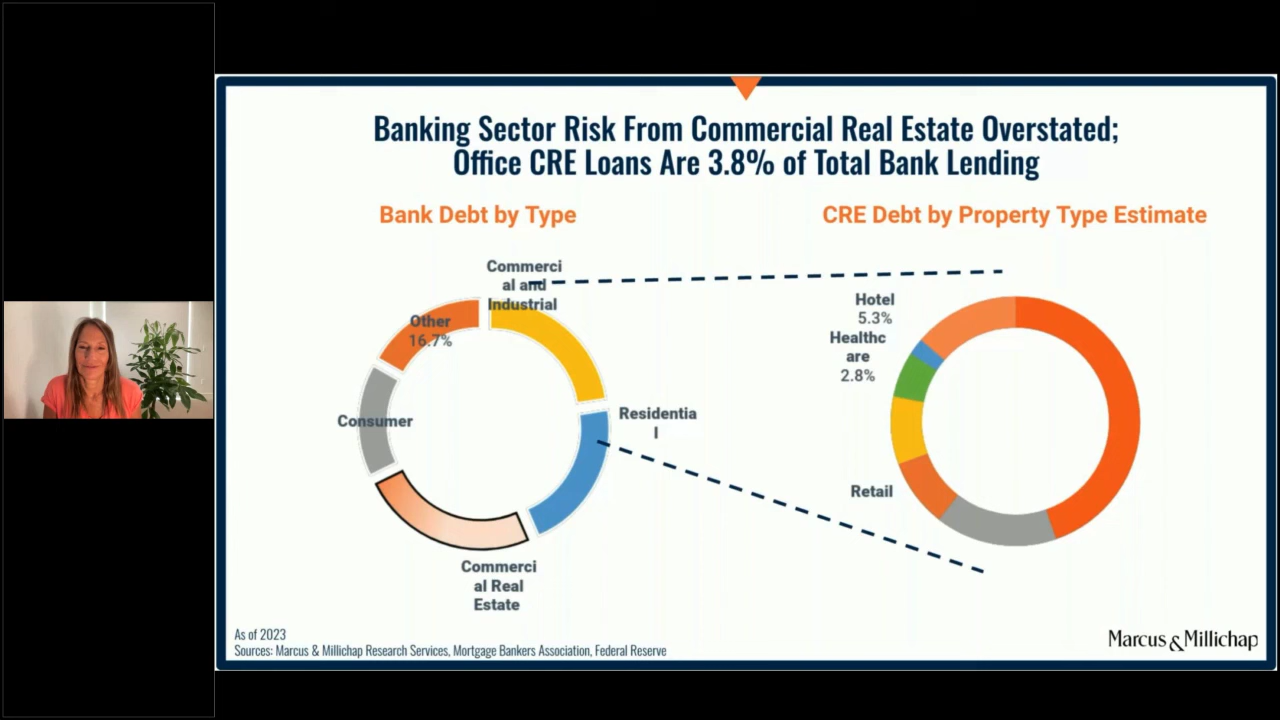 Banking Sector Risk From Commercial Real Estate Overstated;
Office CRE Loans Are 3.8% of Total Bank Lending
Bank Debt by Type
CRE Debt by Property Type Estimate
Commerci
al and
Industrial
Other
16.7%
Consumer
Residentia
l
Commerci
al Real
Estate
Hotel
5.3%
Healthc
are
2.8%
Retail
As of 2023
Sources: Marcus & Millichap Research Services, Mortgage Bankers Association, Federal Reserve
Marcus & Millichap